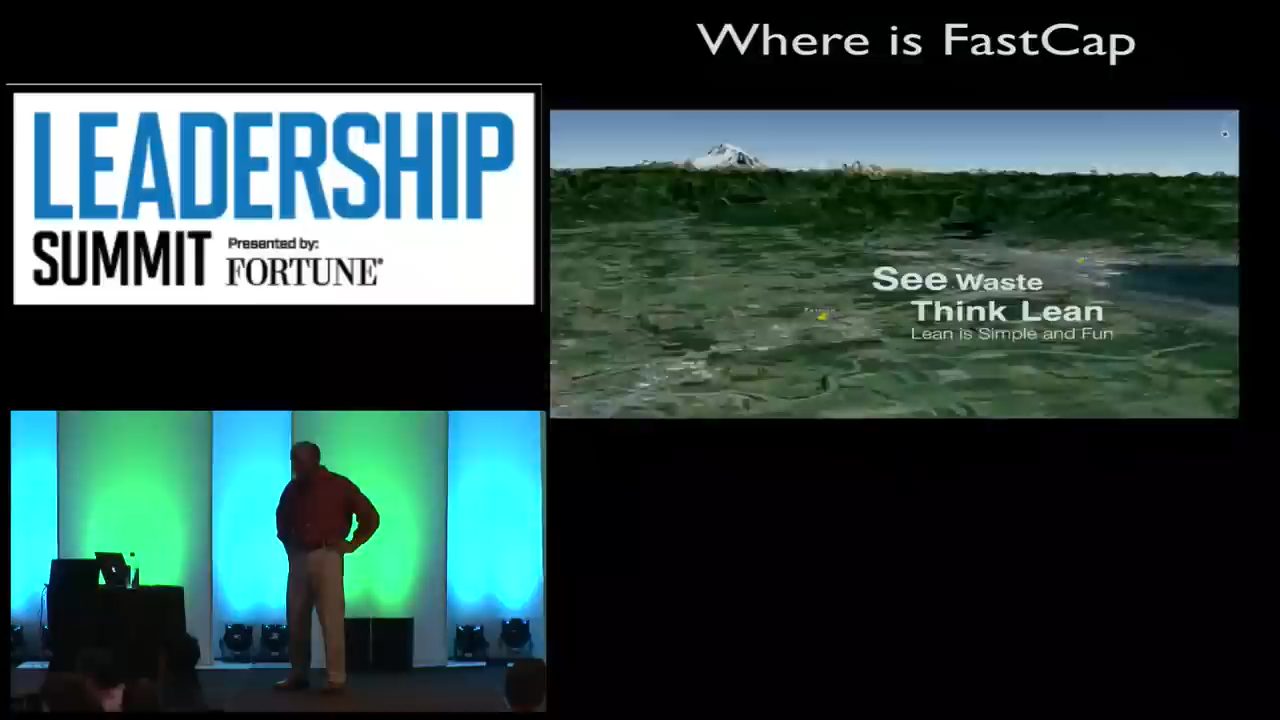 Where is FastCap
LEADERSHIP
SUMMIT
Presented by:
FORTUNE
See Waste
Think Lean
Lean is Simple and Fun